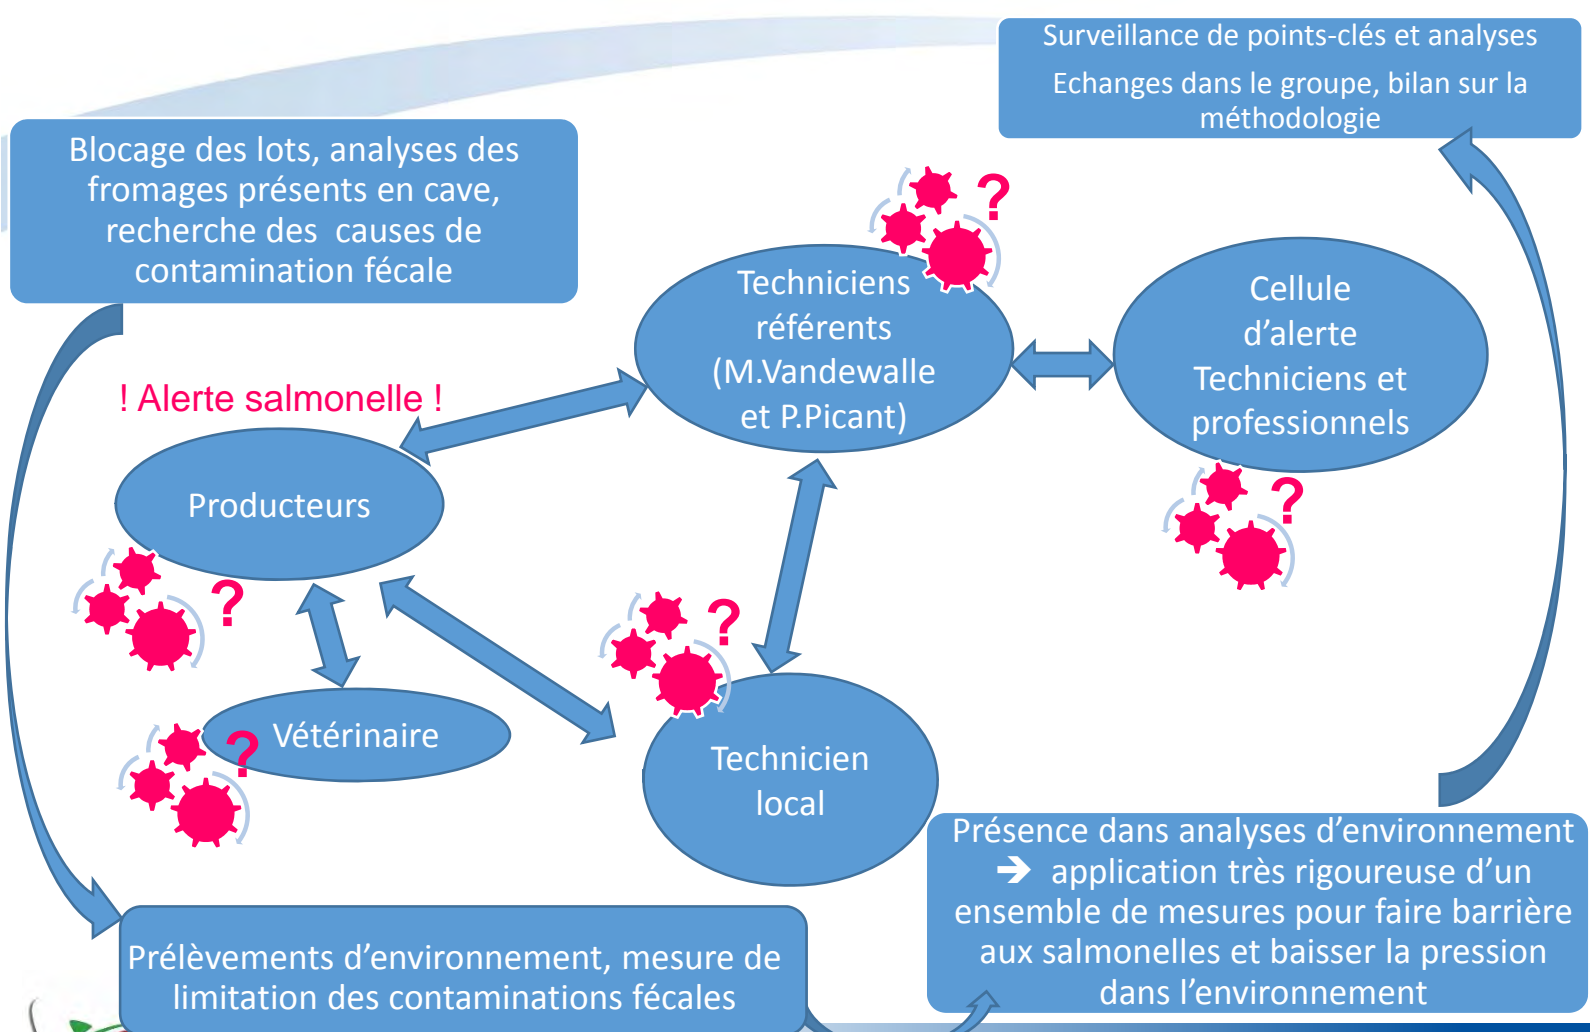 Surveillance de points-clés et analyses
Echanges dans le groupe, bilan sur la
méthodologie
Blocage des lots, analyses des
fromages présents en cave,
recherche des causes de
contamination fécale
?
Techniciens
référents
(M.Vandewalle
et P.Picant)
Cellule
d’alerte
Techniciens et
professionnels
?
! Alerte salmonelle !
Producteurs
?
?
Vétérinaire
?
Technicien
local
Présence dans analyses d’environnement
➔ application très rigoureuse d’un
ensemble de mesures pour faire barrière
aux salmonelles et baisser la pression
dans l’environnement
Prélèvements d’environnement, mesure de
limitation des contaminations fécales